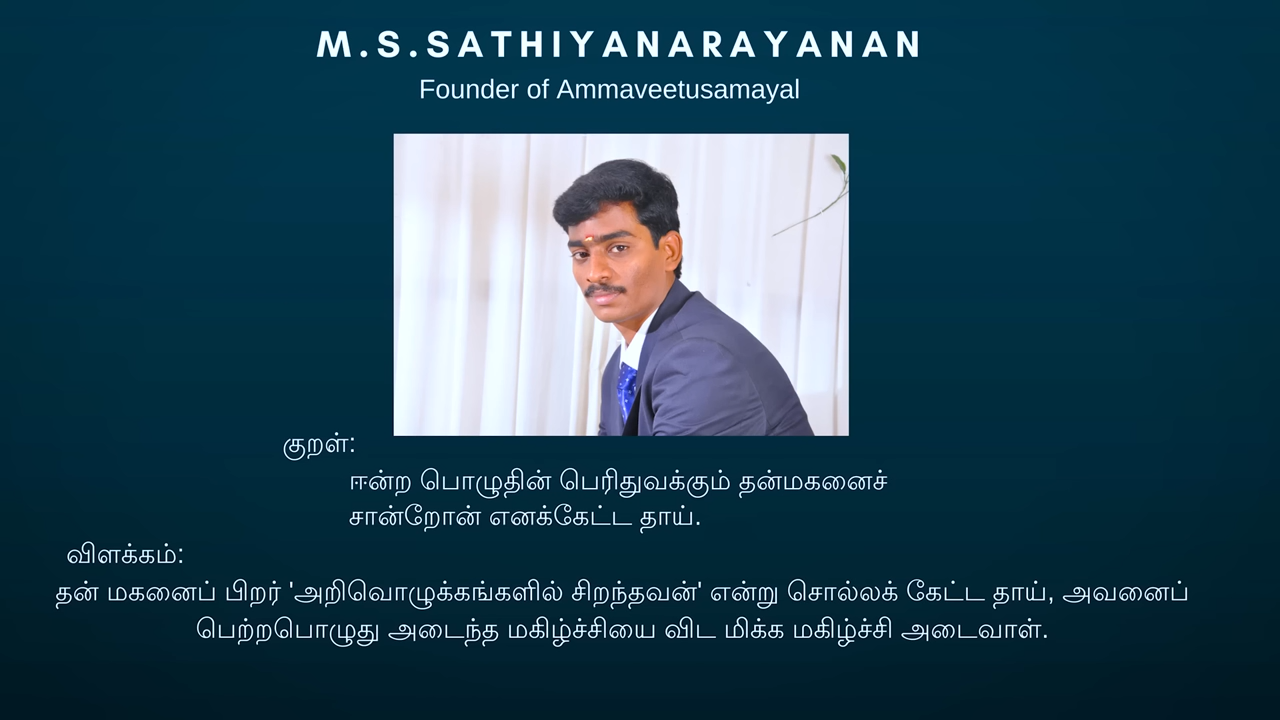 M.S.SATHIYANARAYANAN
Founder of Ammaveetusamayal
குறள்:
ஈன்ற பொழுதின் பெரிதுவக்கும் தன்மகனைச்
சான்றோன் எனக்கேட்ட தாய்.
விளக்கம்:
தன் மகனைப் பிறர் 'அறிவொழுக்கங்களில் சிறந்தவன்' என்று சொல்லக் கேட்ட தாய், அவனைப்
பெற்றபொழுது அடைந்த மகிழ்ச்சியை விட மிக்க மகிழ்ச்சி அடைவாள்.